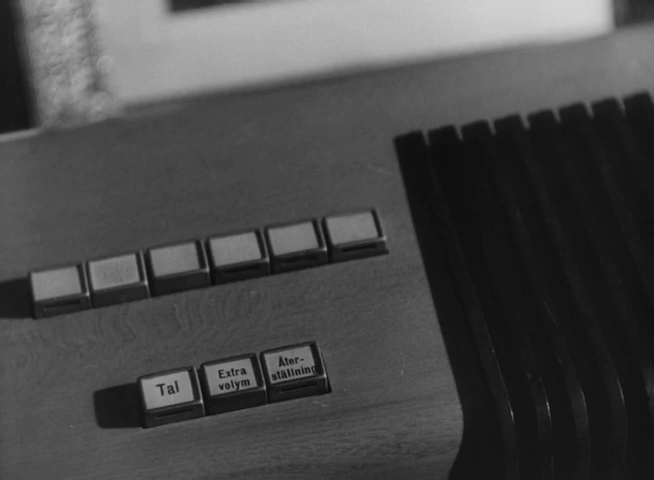 Tal
Extra
volym
Åter-
ställning